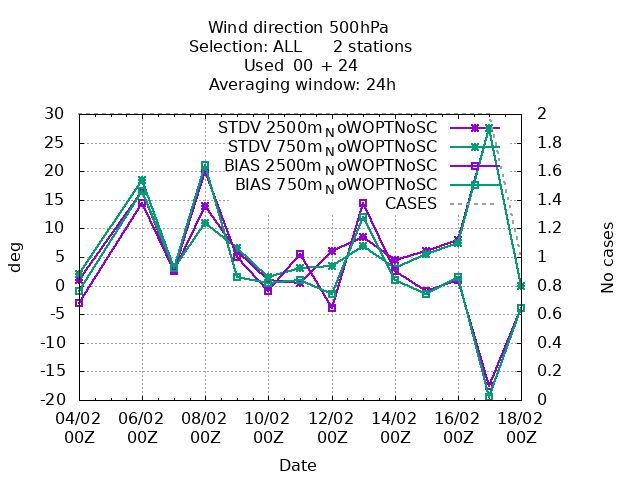 Wind direction 500hPa
Selection: ALL 2 stations
Used 00 + 24
Averaging window: 24h
STDV 2500m_NoWOPTNoSC
STDV 750m_NoWOPTNoSC
BIAS 2500m_NoWOPTNoSC
BIAS 750m_NoWOPTNoSC
CASES
deg
30
25
20
15
10
5
0
-5
-10
-15
-20
No cases
2
1.8
1.6
1.4
1.2
1
0.8
0.6
0.4
0.2
0
04/02 06/02 08/02 10/02 12/02 14/02 16/02 18/02
00Z 00Z 00Z 00Z 00Z 00Z 00Z 00Z
Date